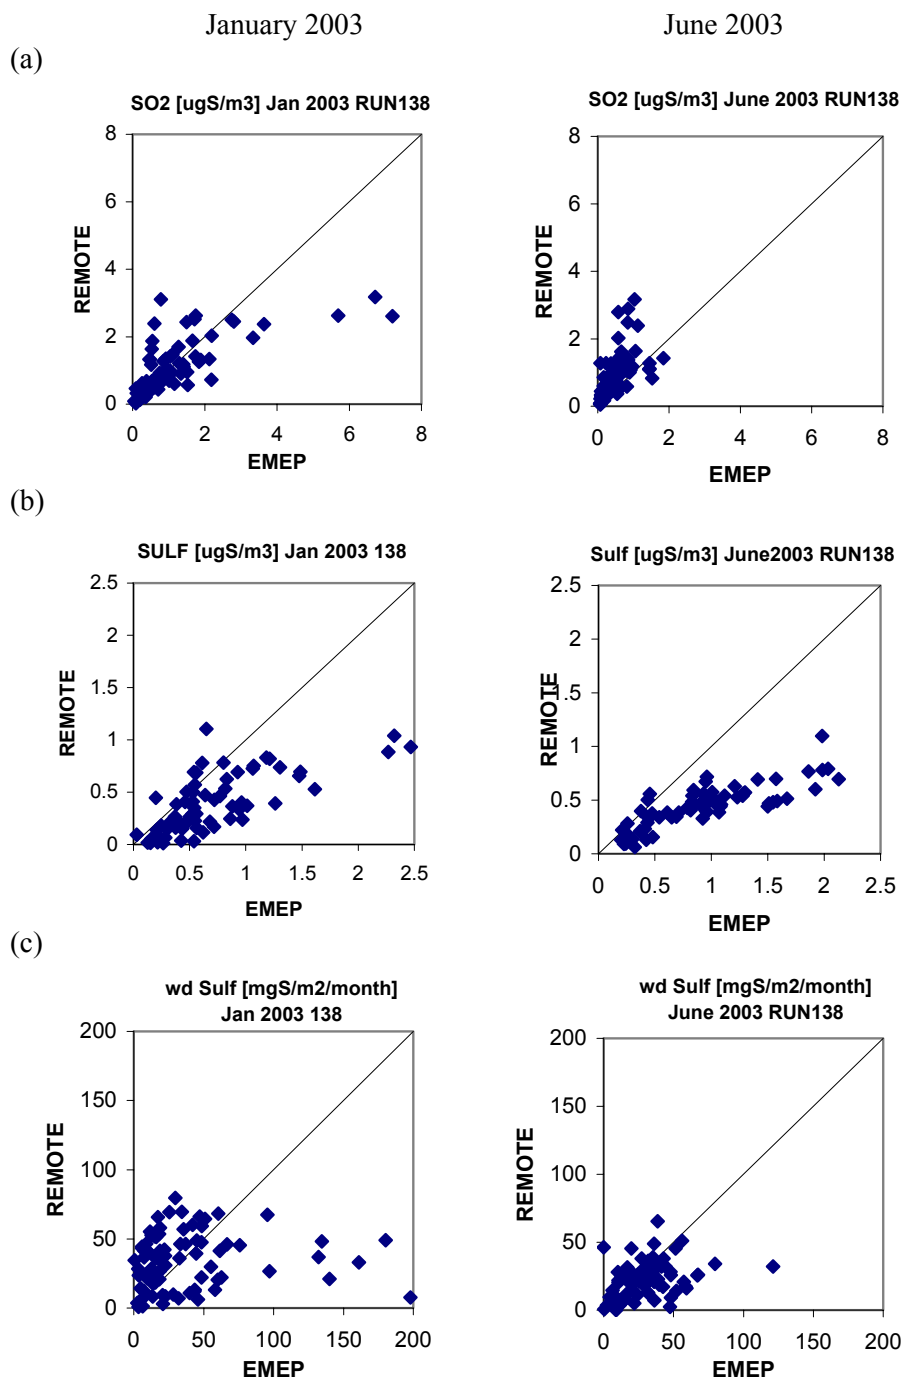 January 2003
June 2003
(a)
SO2 [ugS/m3] Jan 2003 RUN138
8
6
4
2
0
0 2 4 6 8
REMOTE
EMEP
SO2 [ugS/m3] June 2003 RUN138
8
6
4
2
0
0 2 4 6 8
REMOTE
EMEP
(b)
SULF [ugS/m3] Jan 2003 138
2.5
2
1.5
1
0.5
0
0 0.5 1 1.5 2 2.5
REMOTE
EMEP
Sulf [ugS/m3] June2003 RUN138
2.5
2
1.5
1
0.5
0
0 0.5 1 1.5 2 2.5
REMOTE
EMEP
(c)
wd Sulf [mgS/m2/month]
Jan 2003 138
200
150
100
50
0
0 50 100 150 200
REMOTE
EMEP
wd Sulf [mgS/m2/month]
June 2003 RUN138
200
150
100
50
0
0 50 100 150 200
REMOTE
EMEP